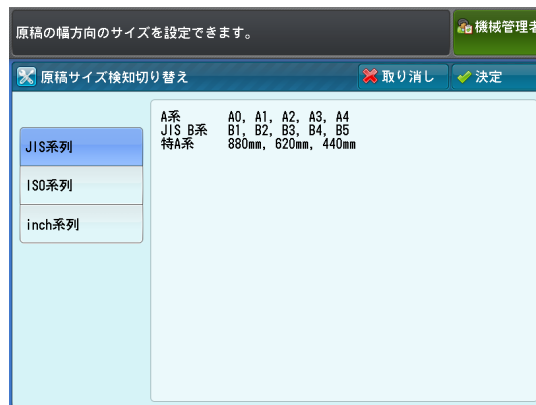 原稿の幅方向のサイズを設定できます。
機械管理者
原稿サイズ検知切り替え
取り消し
決定
JIS系列
ISO系列
inch系列
A系 A0, A1, A2, A3, A4
JIS B系 B1, B2, B3, B4, B5
特A系 880mm, 620mm, 440mm